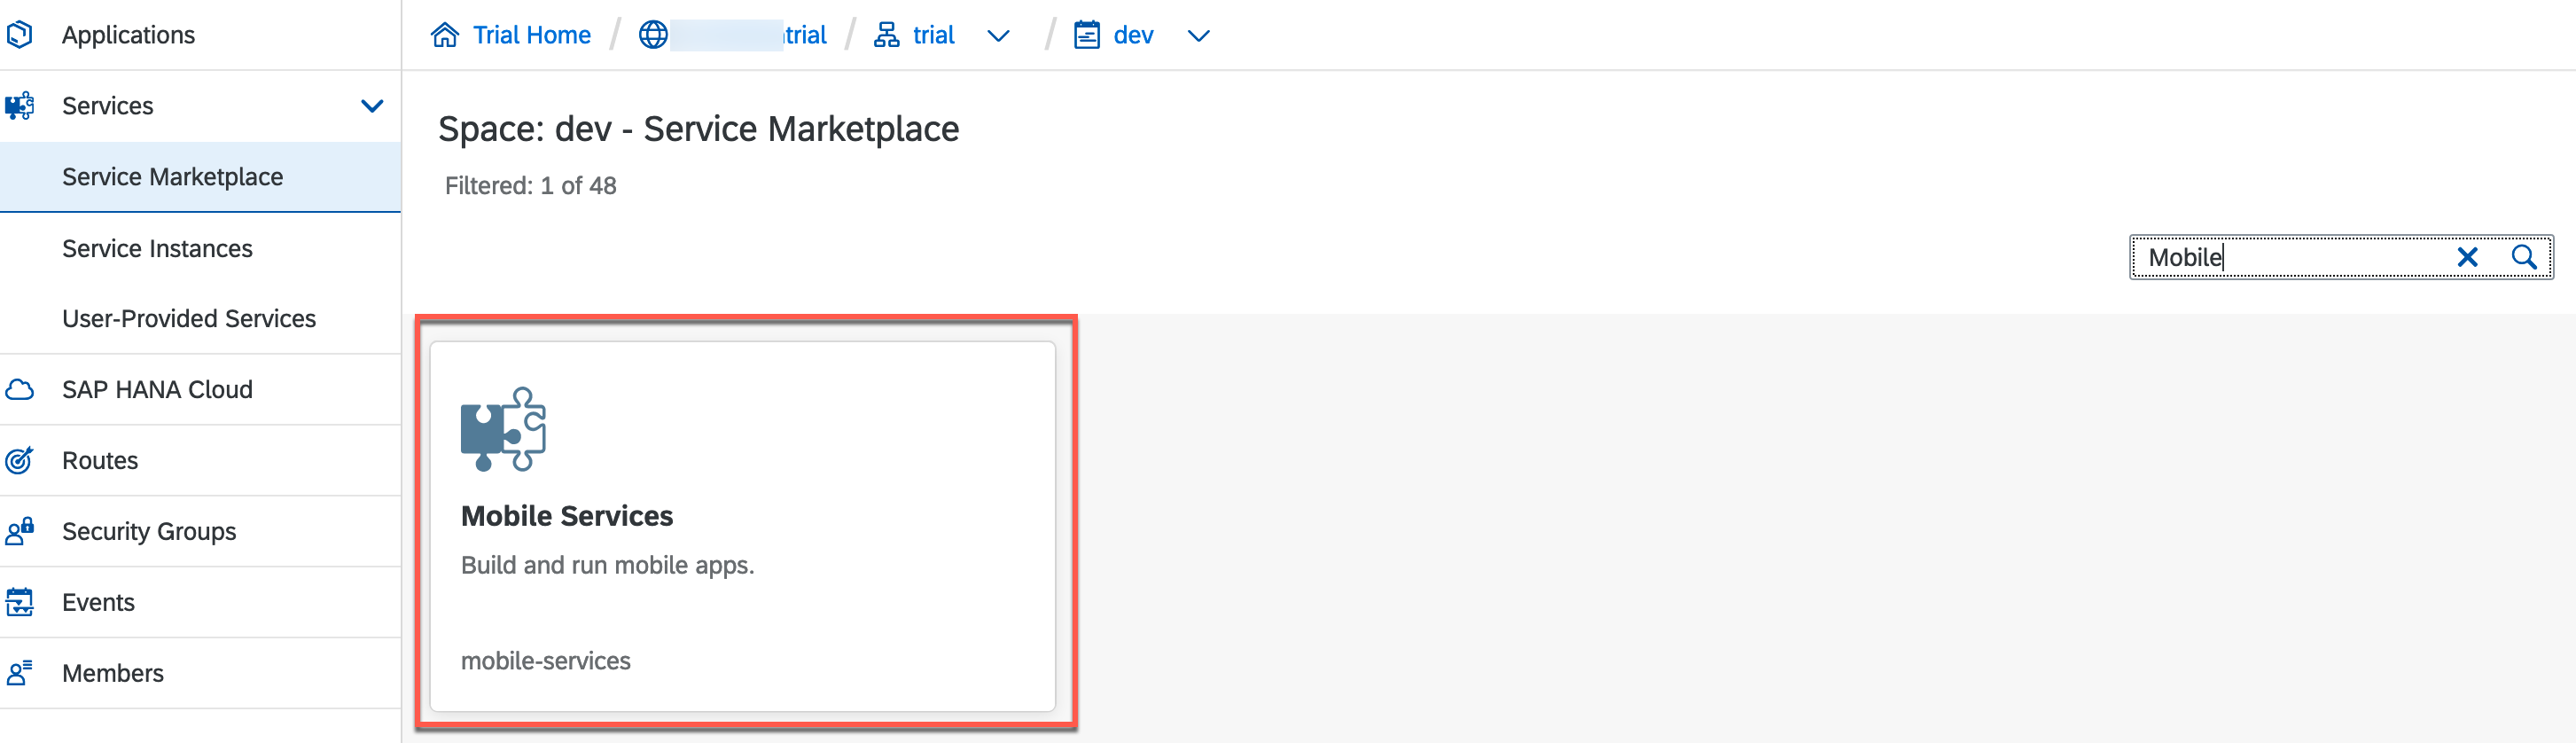 Applications
Services
Service Marketplace
Service Instances
User-Provided Services
SAP HANA Cloud
Routes
Security Groups
Events
Members
Trial Home / trial / trial / dev
Space: dev - Service Marketplace
Filtered: 1 of 48
Mobile
Mobile Services
Build and run mobile apps.
mobile-services